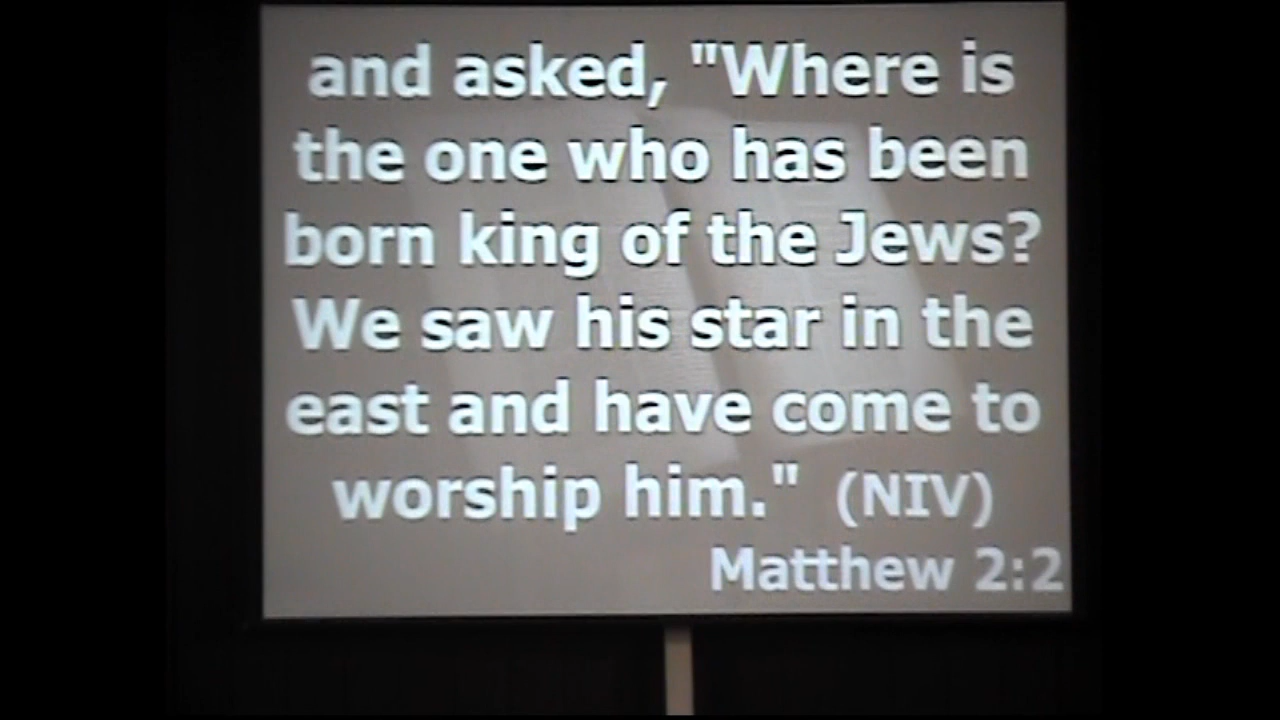 and asked, "Where is
the one who has been
born king of the Jews?
We saw his star in the
east and have come to
worship him." (NIV)
Matthew 2:2